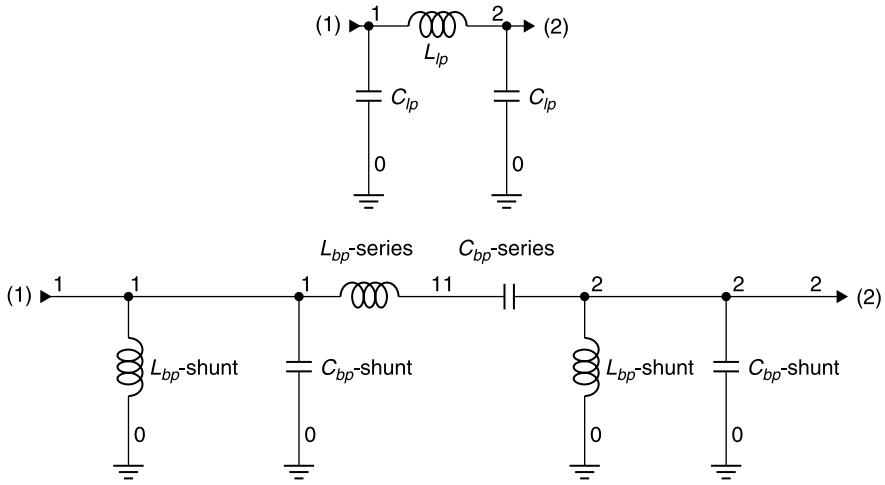 (1) 1 2 (2)
L_lp
C_lp C_lp
0 0
L_bp-series C_bp-series
(1) 1 1 1 11 2 2 2 (2)
L_bp-shunt C_bp-shunt L_bp-shunt C_bp-shunt
0 0 0 0